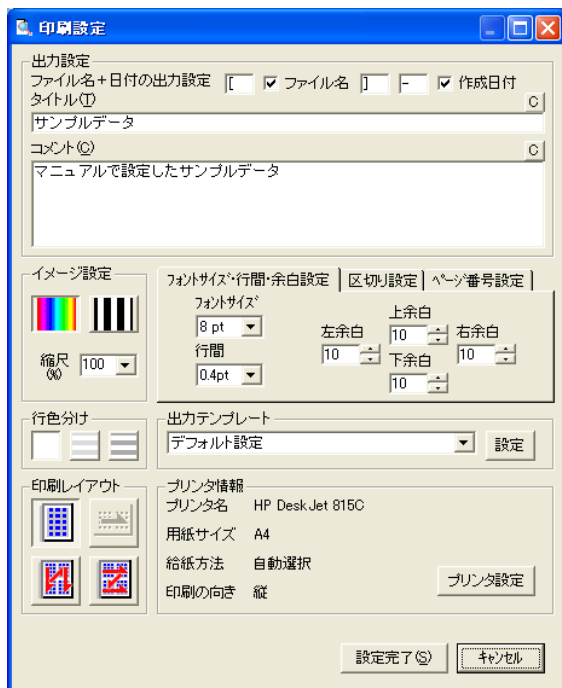 印刷設定
出力設定
ファイル名+日付の出力設定 [ ファイル名 ] - 作成日付
タイトル(T) C
サンプルデータ
コメント(C) C
マニュアルで設定したサンプルデータ
イメージ設定
縮尺(%) 100
フォントサイズ・行間・余白設定 区切り設定 ページ番号設定
フォントサイズ
8 pt
行間
0.4pt
左余白
10
上余白
10
下余白
10
右余白
10
行色分け
出力テンプレート
デフォルト設定 設定
印刷レイアウト
プリンタ情報
プリンタ名 HP DeskJet 815C
用紙サイズ A4
給紙方法 自動選択
印刷の向き 縦
プリンタ設定
設定完了(S) キャンセル